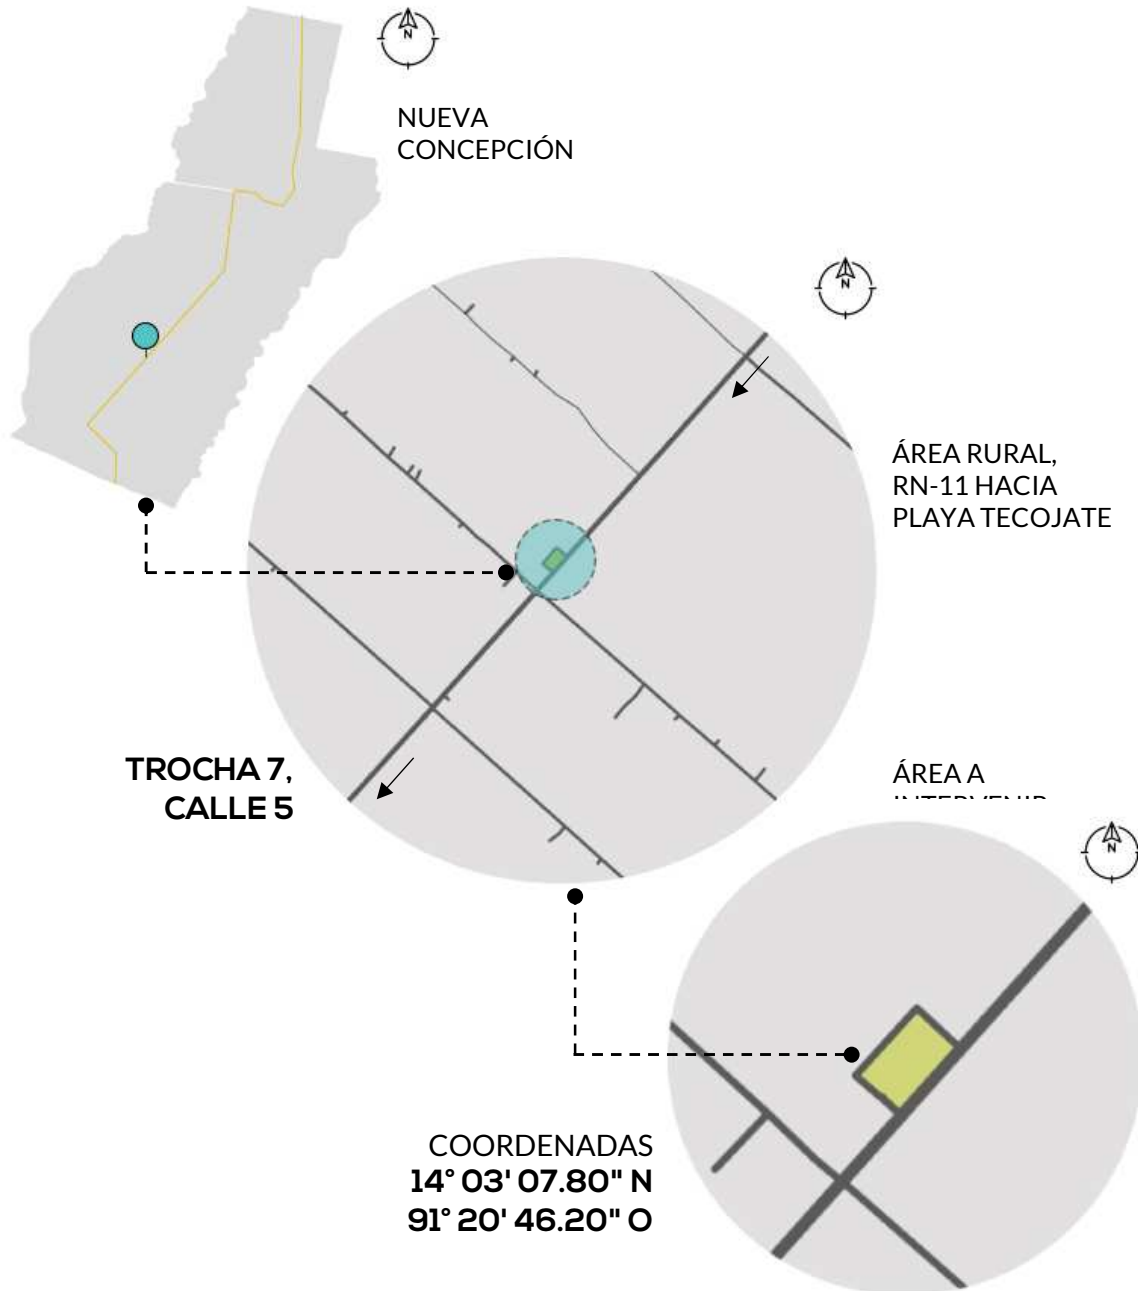 N
NUEVA
CONCEPCIÓN
N
ÁREA RURAL,
RN-11 HACIA
PLAYA TECOJATE
TROCHA 7,
CALLE 5
ÁREA A
N
COORDENADAS
14° 03' 07.80" N
91° 20' 46.20" O